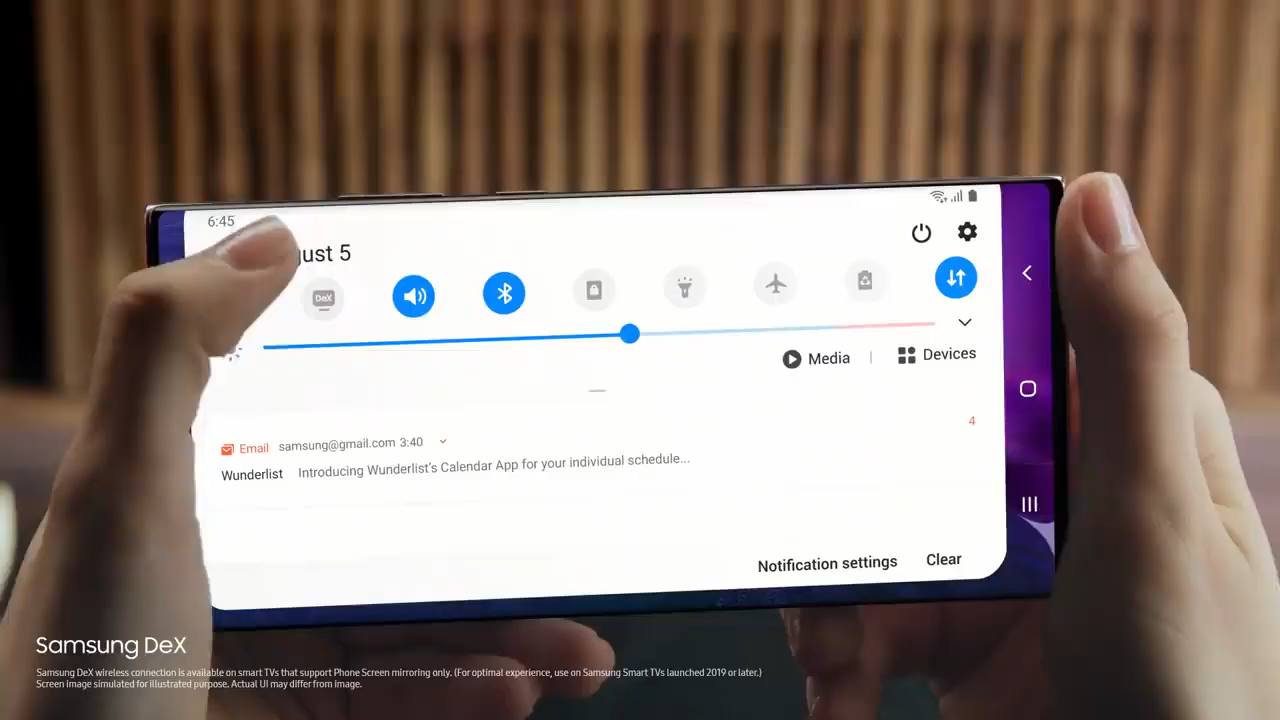 6:45
gust 5
DeX
Media | Devices
4
Email samsung@gmail.com 3:40
Wunderlist Introducing Wunderlist's Calendar App for your individual schedule...
Notification settings Clear
Samsung DeX
Samsung DeX wireless connection is available on smart TVs that support Phone Screen mirroring only. (For optimal experience, use on Samsung Smart TVs launched 2019 or later.)
Screen image simulated for illustrated purpose. Actual UI may differ from image.